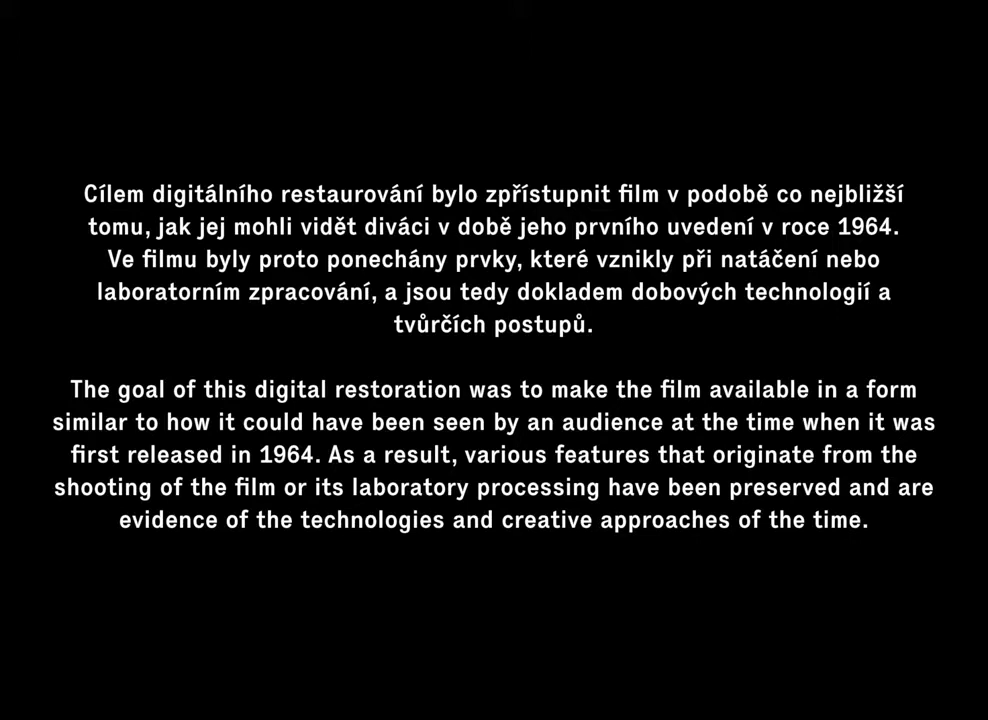 Cílem digitálního restaurování bylo zpřístupnit film v podobě co nejbližší
tomu, jak jej mohli vidět diváci v době jeho prvního uvedení v roce 1964.
Ve filmu byly proto ponechány prvky, které vznikly při natáčení nebo
laboratorním zpracování, a jsou tedy dokladem dobových technologií a
tvůrčích postupů.
The goal of this digital restoration was to make the film available in a form
similar to how it could have been seen by an audience at the time when it was
first released in 1964. As a result, various features that originate from the
shooting of the film or its laboratory processing have been preserved and are
evidence of the technologies and creative approaches of the time.